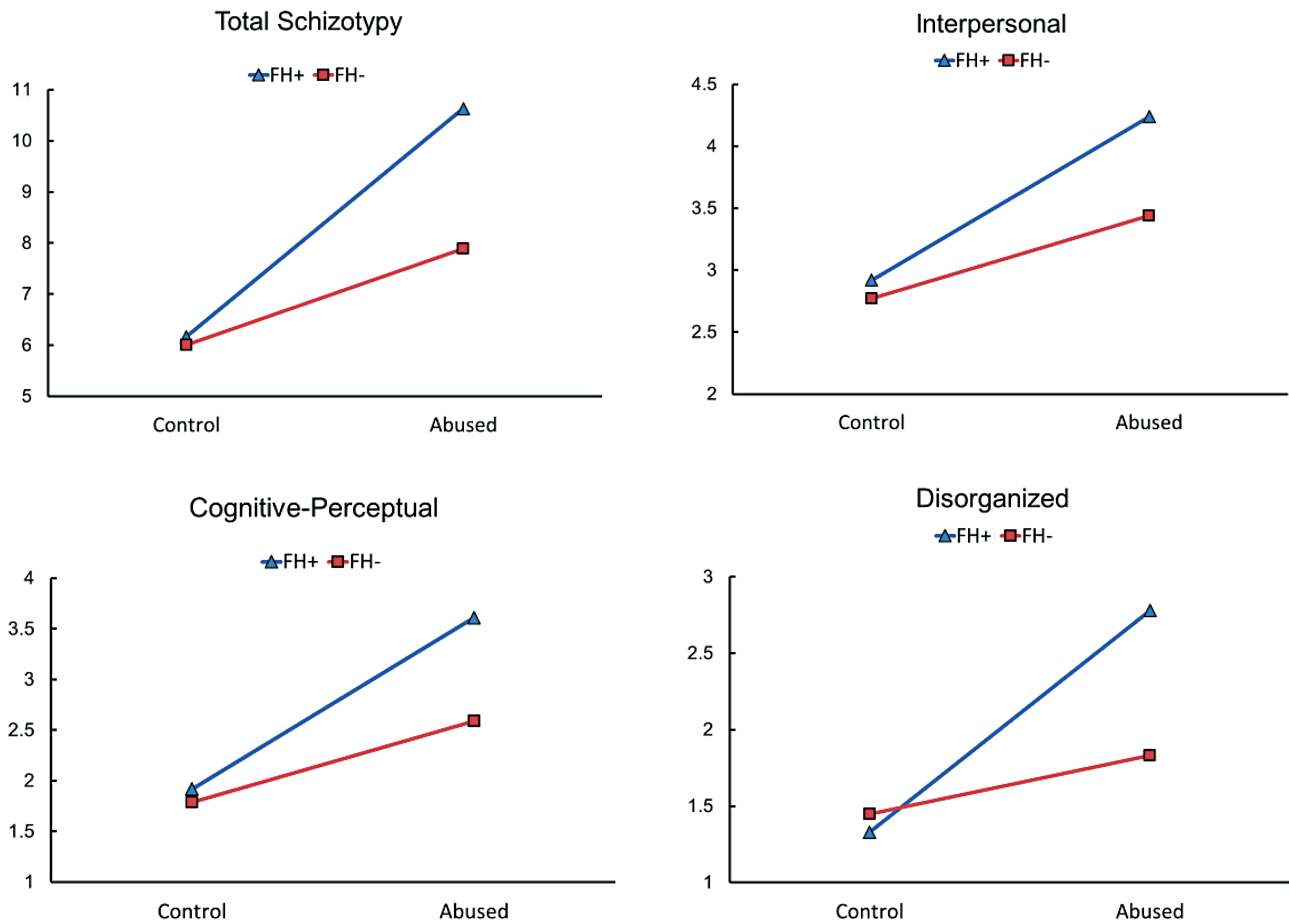 Total Schizotypy
FH+ FH-
11
10
9
8
7
6
5
Control Abused
Interpersonal
FH+ FH-
4.5
4
3.5
3
2.5
2
Control Abused
Cognitive-Perceptual
FH+ FH-
4
3.5
3
2.5
2
1.5
1
Control Abused
Disorganized
FH+ FH-
3
2.5
2
1.5
1
Control Abused